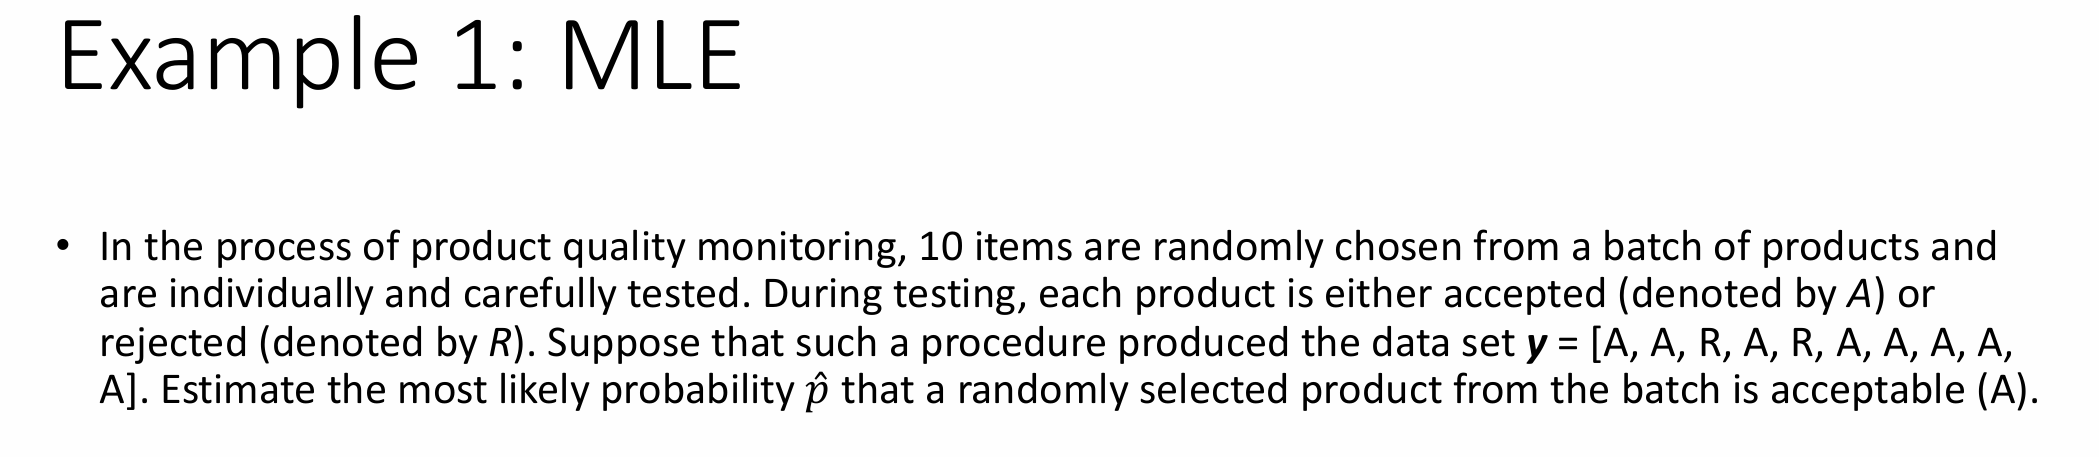 Example 1: MLE
• In the process of product quality monitoring, 10 items are randomly chosen from a batch of products and
are individually and carefully tested. During testing, each product is either accepted (denoted by A) or
rejected (denoted by R). Suppose that such a procedure produced the data set y = [A, A, R, A, R, A, A, A, A,
A]. Estimate the most likely probability p̂ that a randomly selected product from the batch is acceptable (A).